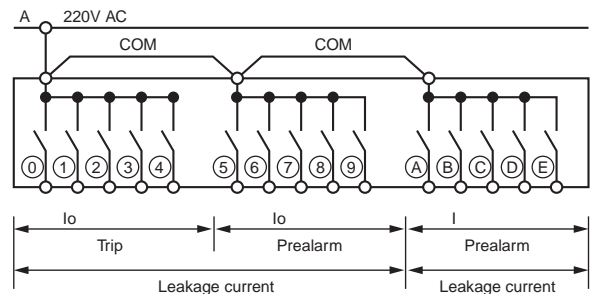 A 220V AC
COM COM
0 1 2 3 4 5 6 7 8 9 A B C D E
Io Io I
Trip Prealarm Prealarm
Leakage current Leakage current